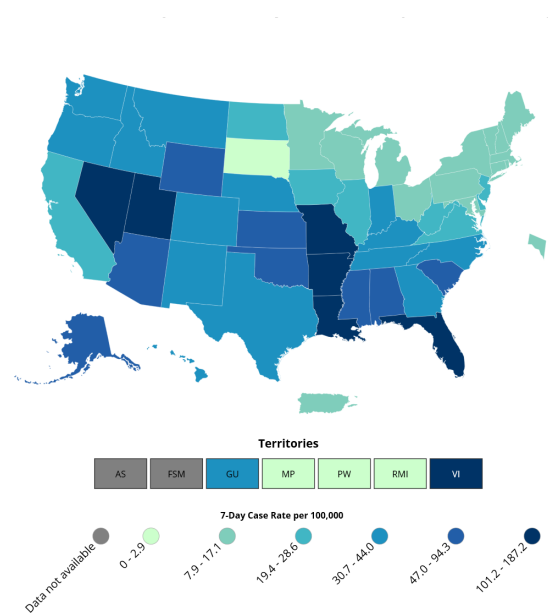 Territories
AS FSM GU MP PW RMI VI
7-Day Case Rate per 100,000
Data not available 0 - 2.9 7.9 - 17.1 19.4 - 28.6 30.7 - 44.0 47.0 - 94.3 101.2 - 187.2